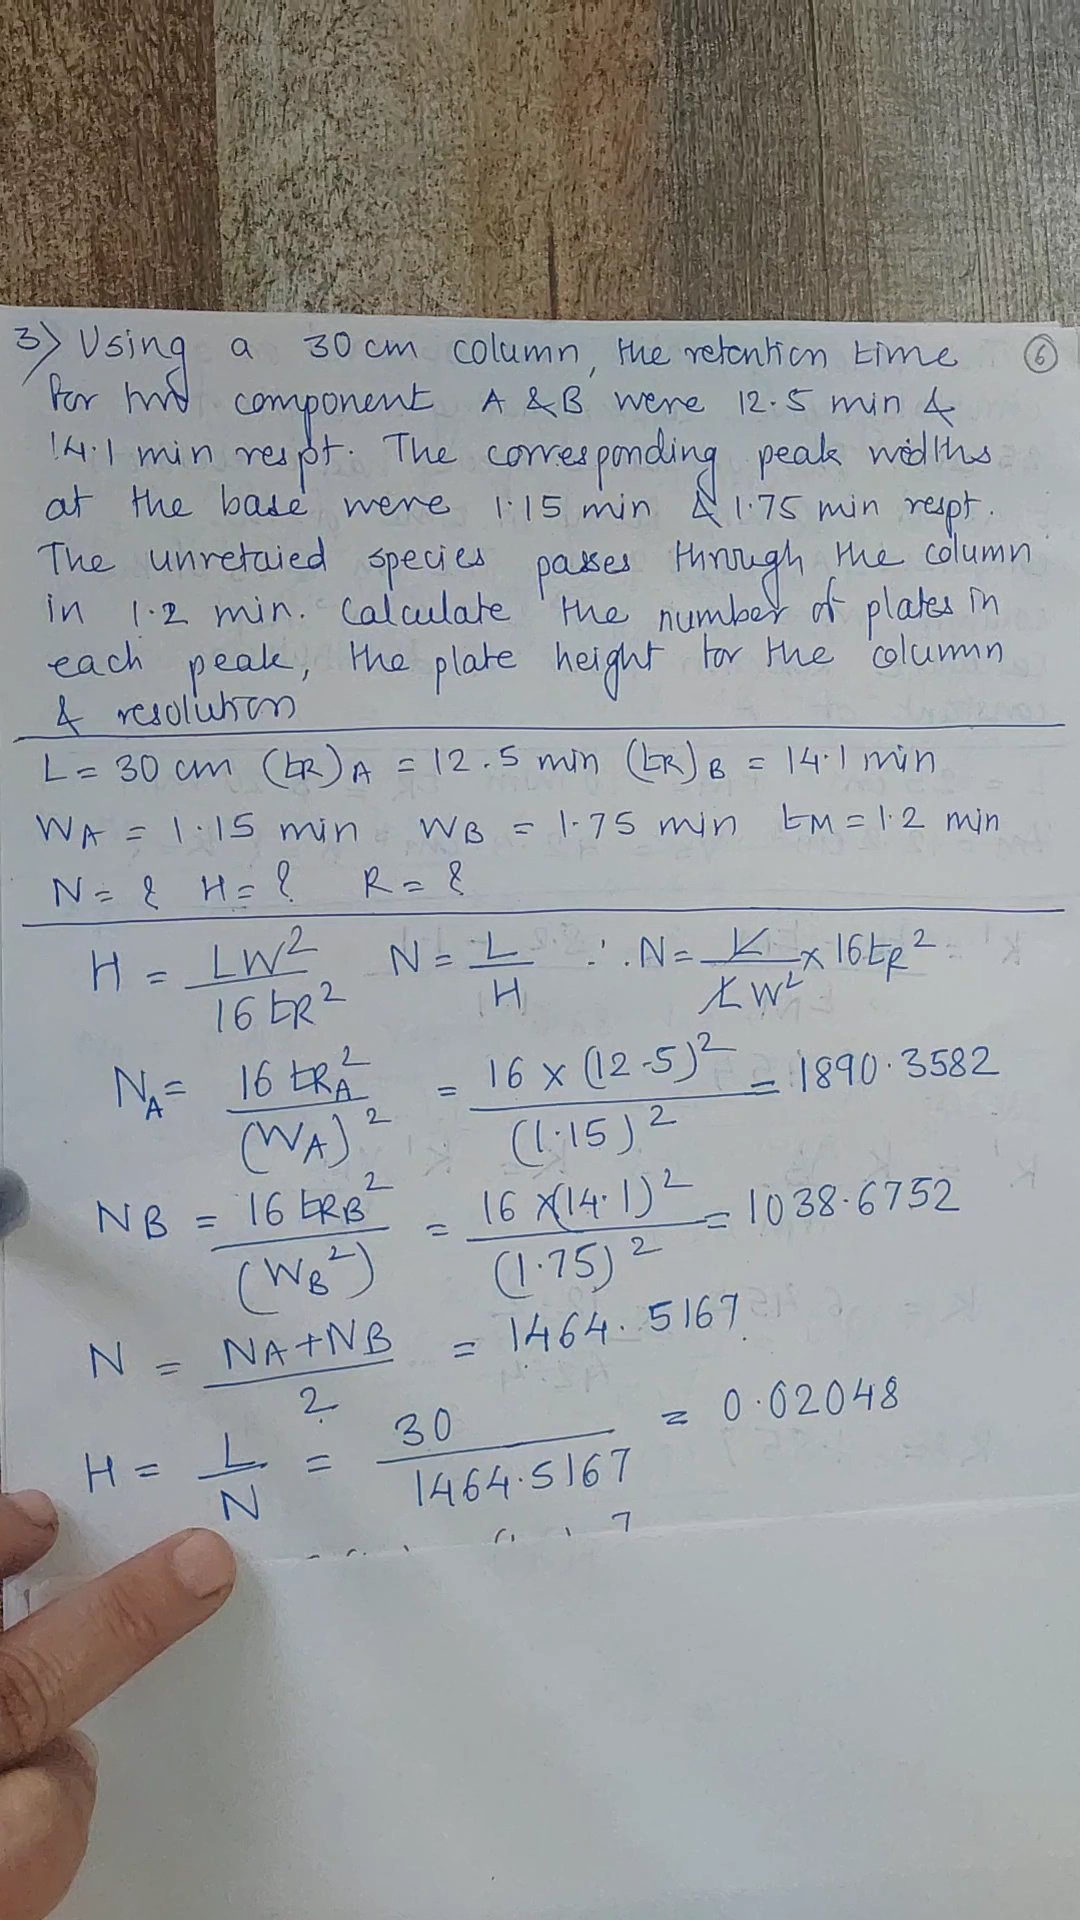 3) Using a 30 cm column, the retention time ⑥
for two component A & B were 12.5 min &
14.1 min respt. The corresponding peak widths
at the base were 1.15 min & 1.75 min respt.
The unretaied species passes through the column
in 1.2 min. Calculate the number of plates in
each peak, the plate height for the column
& resolution
L = 30 cm (tR)A = 12.5 min (tR)B = 14.1 min
WA = 1.15 min WB = 1.75 min tM = 1.2 min
N = ? H = ? R = ?
H = LW²/16tR² N = L/H ∴ N = L/LW² × 16tR²
NA = 16tRA²/(WA)² = 16 × (12.5)²/(1.15)² = 1890.3582
NB = 16tRB²/(WB²) = 16 × (14.1)²/(1.75)² = 1038.6752
N = NA+NB/2 = 1464.5167
H = L/N = 30/1464.5167 = 0.02048